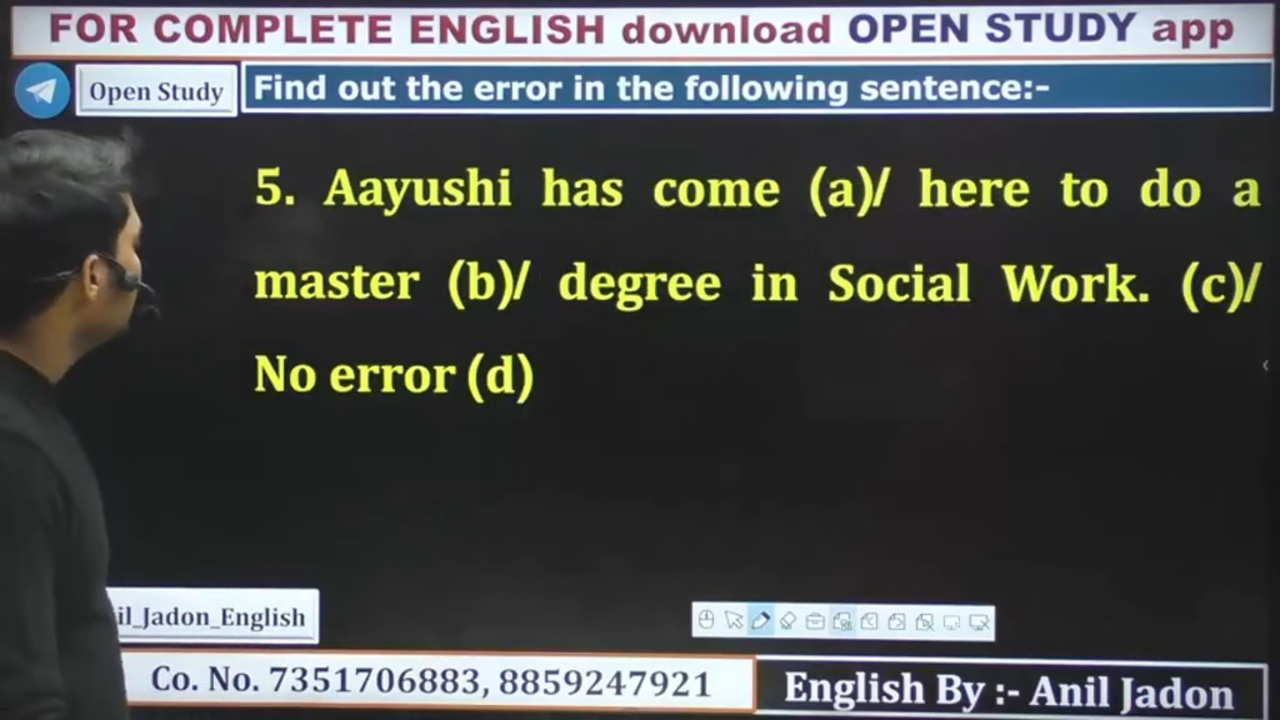 FOR COMPLETE ENGLISH download OPEN STUDY app
Open Study
Find out the error in the following sentence:-
5. Aayushi has come (a)/ here to do a
master (b)/ degree in Social Work. (c)/
No error (d)
il_Jadon_English
Co. No. 7351706883, 8859247921
English By :- Anil Jadon